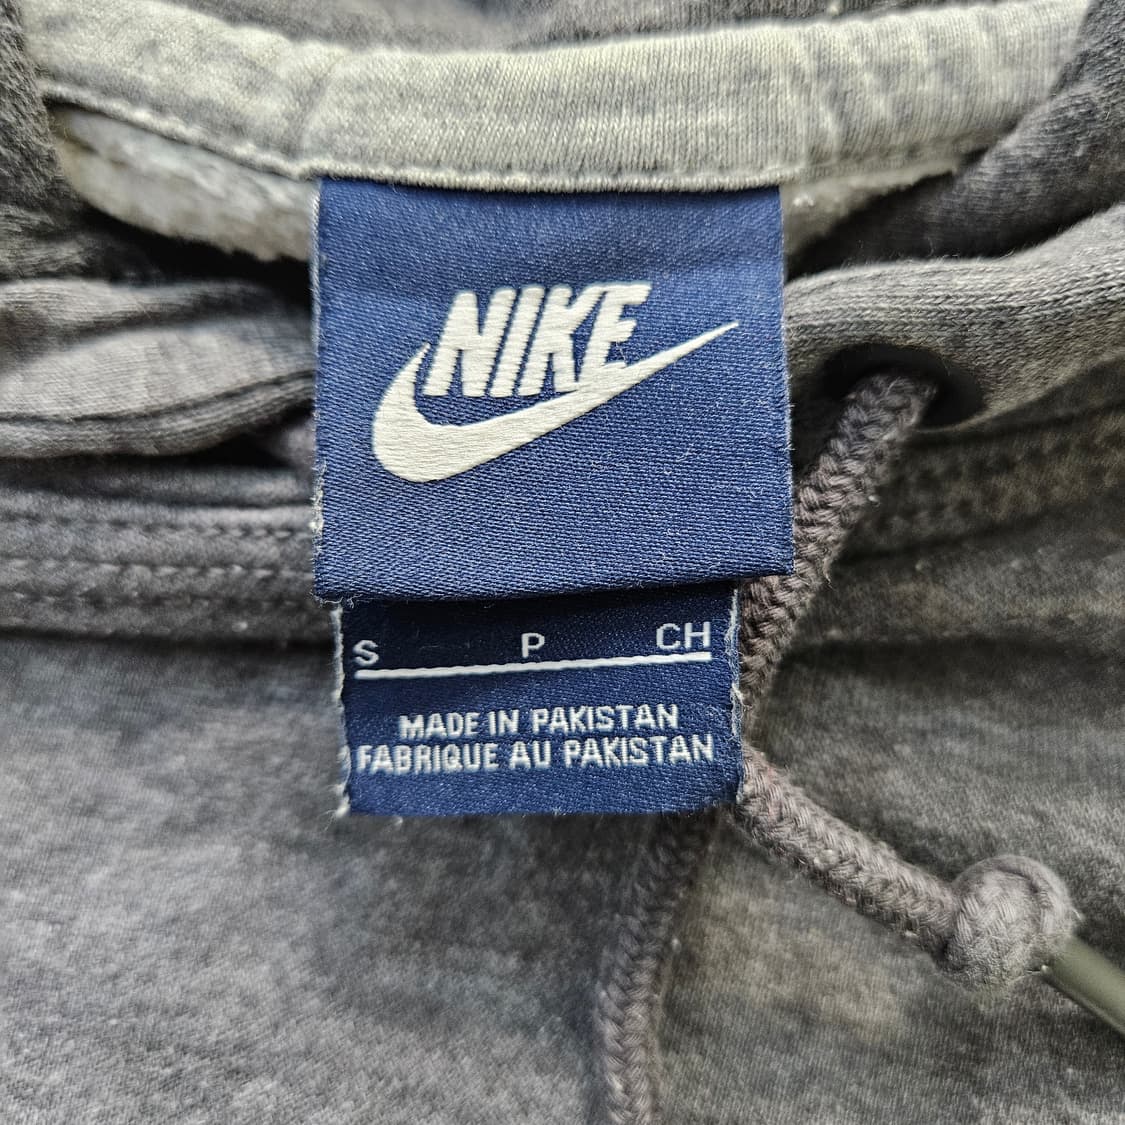 NIKE
S P CH
MADE IN PAKISTAN
FABRIQUE AU PAKISTAN